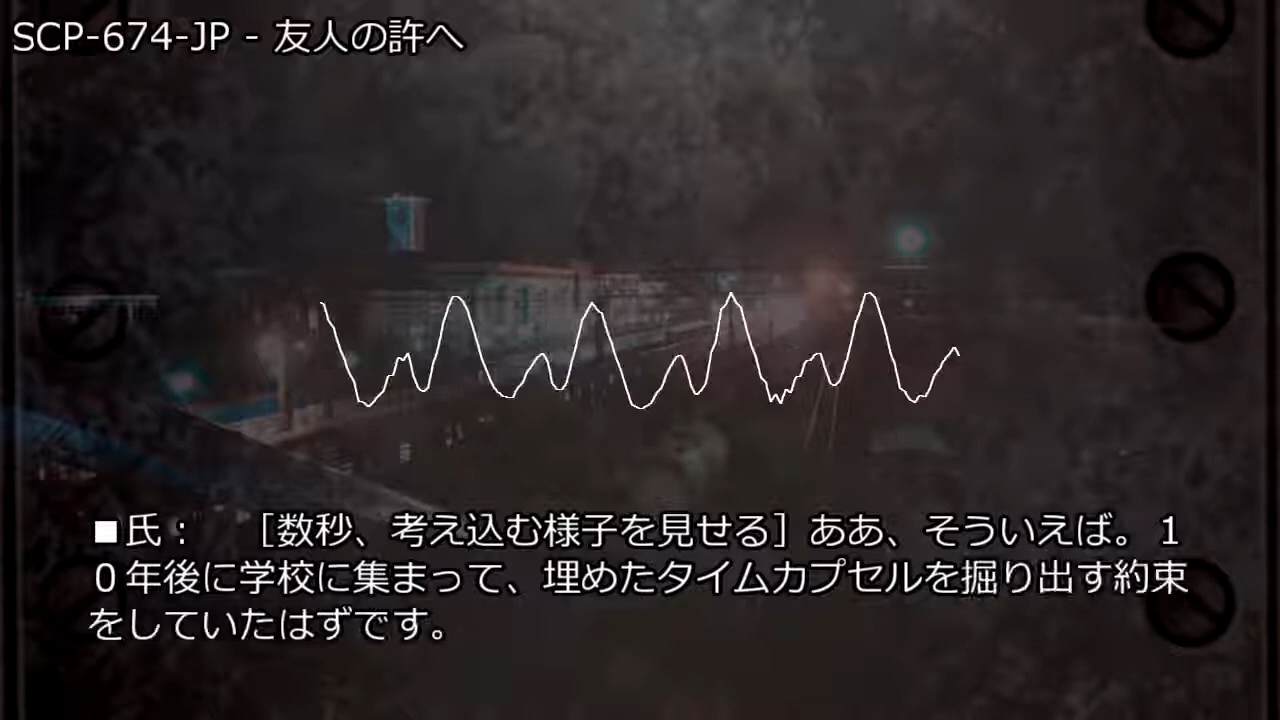 SCP-674-JP - 友人の許へ
■氏：　［数秒、考え込む様子を見せる］ああ、そういえば。１
０年後に学校に集まって、埋めたタイムカプセルを掘り出す約束
をしていたはずです。